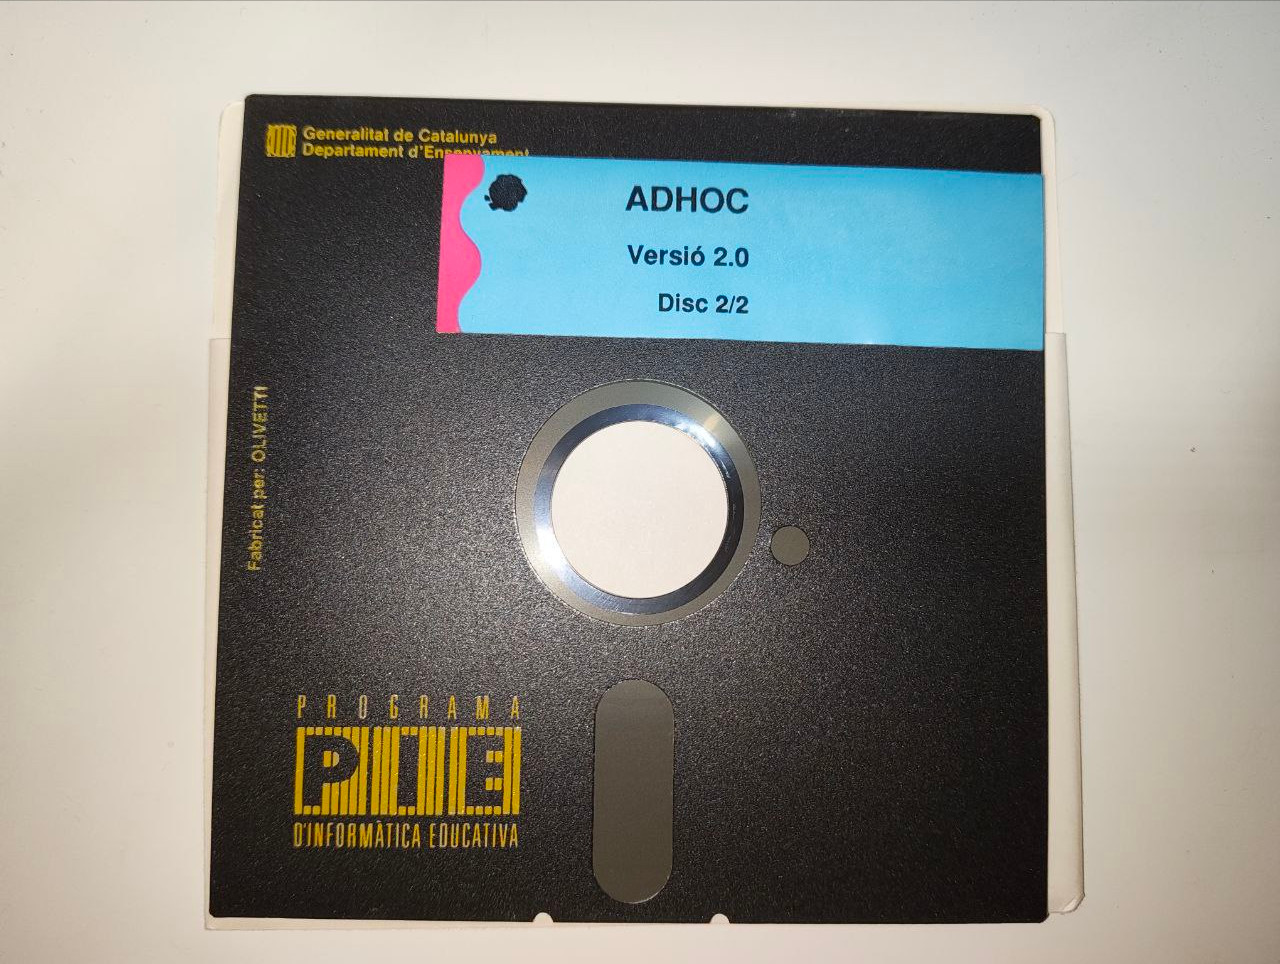 Generalitat de Catalunya
Departament d'Ensenyament
ADHOC
Versió 2.0
Disc 2/2
Fabricat per: OLIVETTI
PROGRAMA
PIE
D'INFORMÀTICA EDUCATIVA